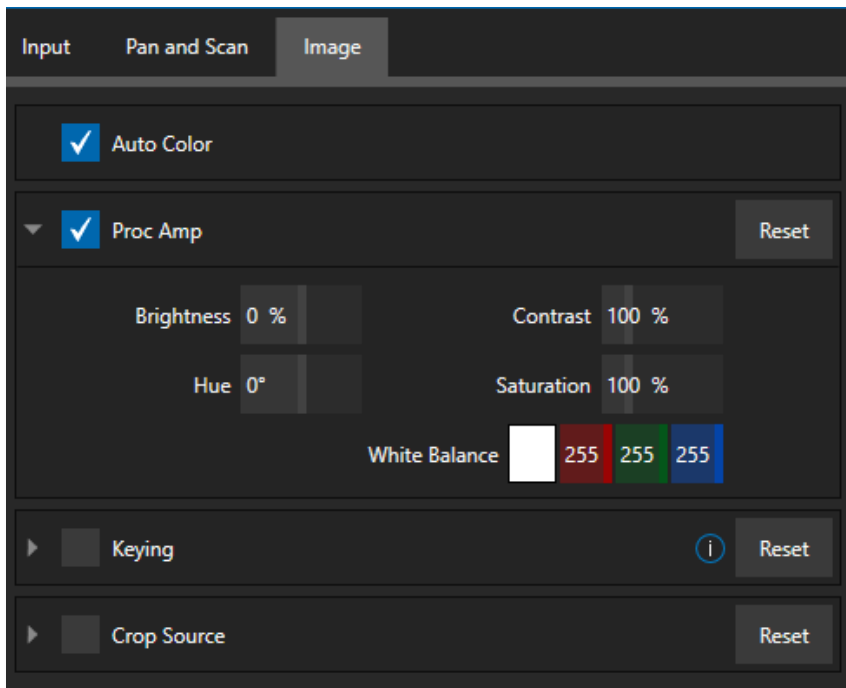 Input Pan and Scan Image
Auto Color
Proc Amp Reset
Brightness 0 % Contrast 100 %
Hue 0° Saturation 100 %
White Balance 255 255 255
Keying i Reset
Crop Source Reset